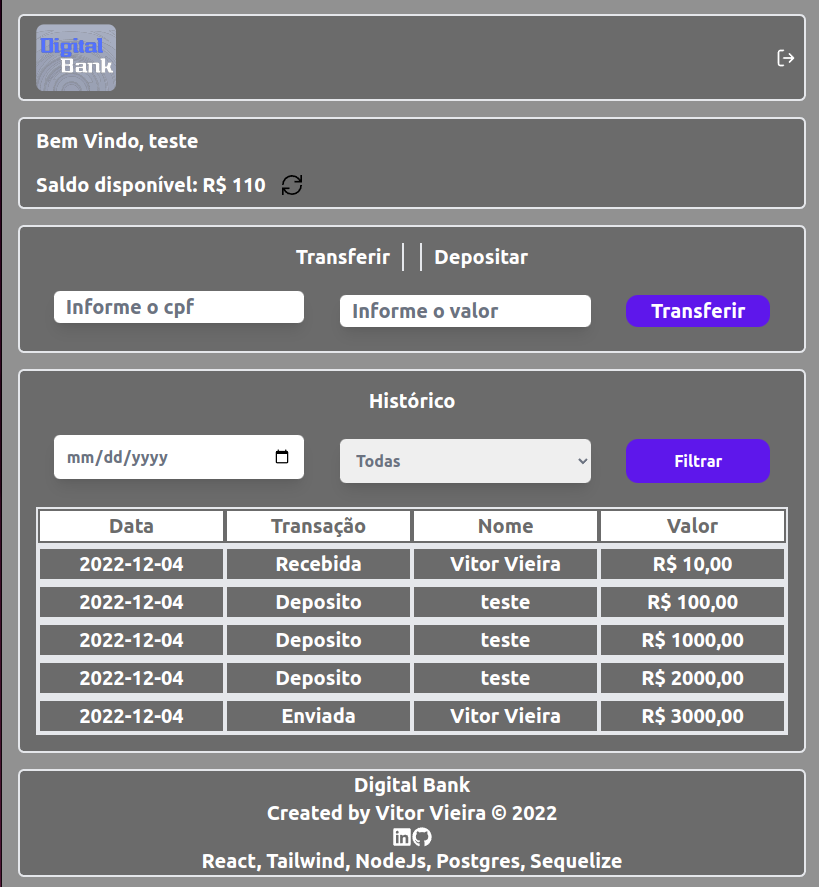 Digital
Bank
Bem Vindo, teste
Saldo disponível: R$ 110
Transferir Depositar
Informe o cpf Informe o valor Transferir
Histórico
mm/dd/yyyy Todas Filtrar
Data Transação Nome Valor
2022-12-04 Recebida Vitor Vieira R$ 10,00
2022-12-04 Deposito teste R$ 100,00
2022-12-04 Deposito teste R$ 1000,00
2022-12-04 Deposito teste R$ 2000,00
2022-12-04 Enviada Vitor Vieira R$ 3000,00
Digital Bank
Created by Vitor Vieira © 2022
in
React, Tailwind, NodeJs, Postgres, Sequelize